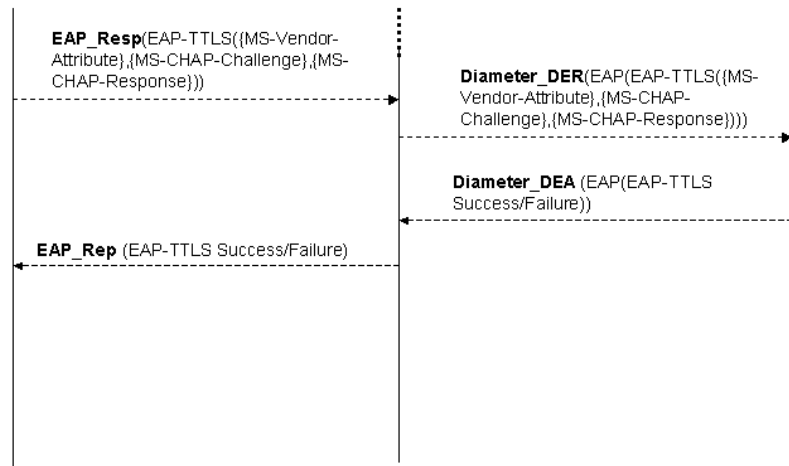 EAP_Resp(EAP-TTLS({MS-Vendor-
Attribute},{MS-CHAP-Challenge},{MS-
CHAP-Response}))
Diameter_DER(EAP(EAP-TTLS({MS-
Vendor-Attribute},{MS-CHAP-
Challenge},{MS-CHAP-Response})))
Diameter_DEA (EAP(EAP-TTLS
Success/Failure))
EAP_Rep (EAP-TTLS Success/Failure)